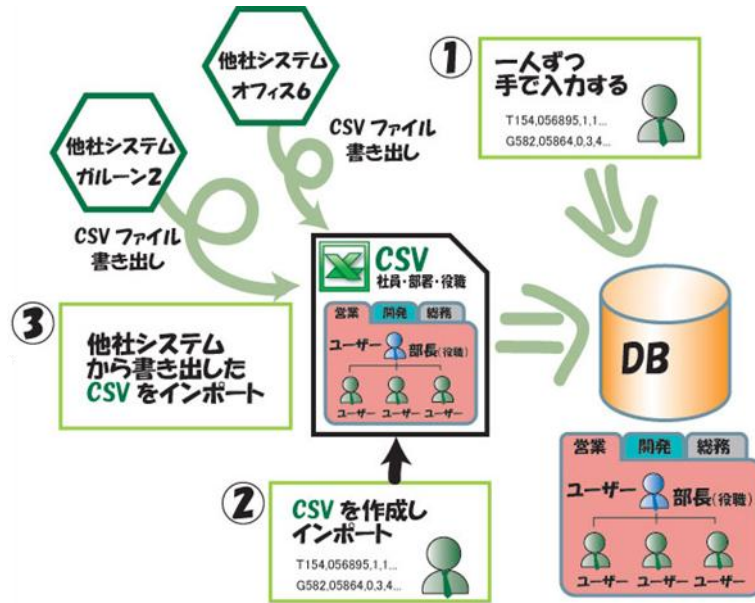 他社システム
オフィス6
CSV ファイル
書き出し
他社システム
ガルーン2
CSV ファイル
書き出し
①
一人ずつ
手で入力する
T154,056895,1,1...
G582,05864,0,3,4...
③
他社システム
から書き出した
CSV をインポート
CSV
社員・部署・役職
営業 開発 総務
ユーザー 部長(役職)
ユーザー ユーザー ユーザー
②
CSV を作成し
インポート
T154,056895,1,1...
G582,05864,0,3,4...
DB
営業 開発 総務
ユーザー 部長(役職)
ユーザー ユーザー ユーザー